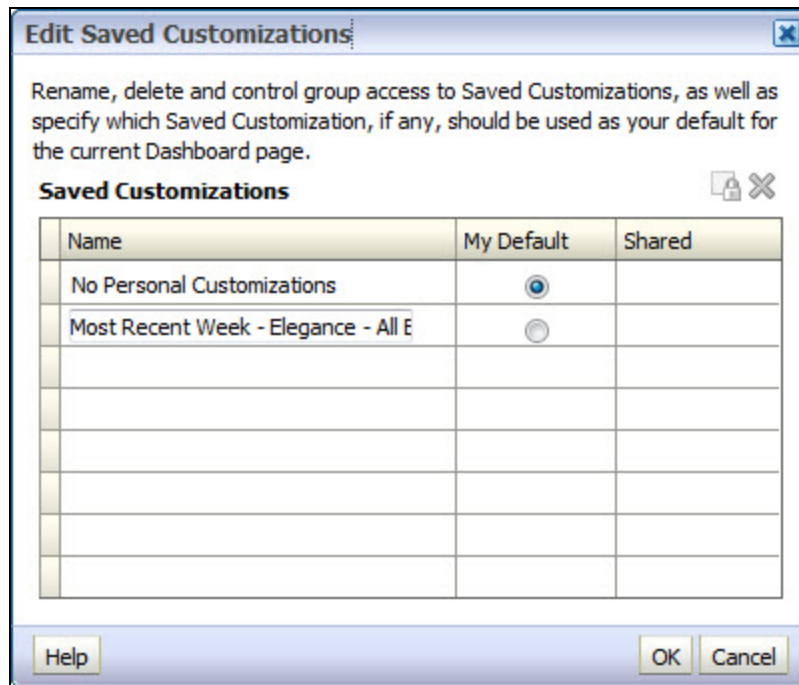 Edit Saved Customizations
Rename, delete and control group access to Saved Customizations, as well as
specify which Saved Customization, if any, should be used as your default for
the current Dashboard page.
Saved Customizations
Name My Default Shared
No Personal Customizations
Most Recent Week - Elegance - All
Help OK Cancel